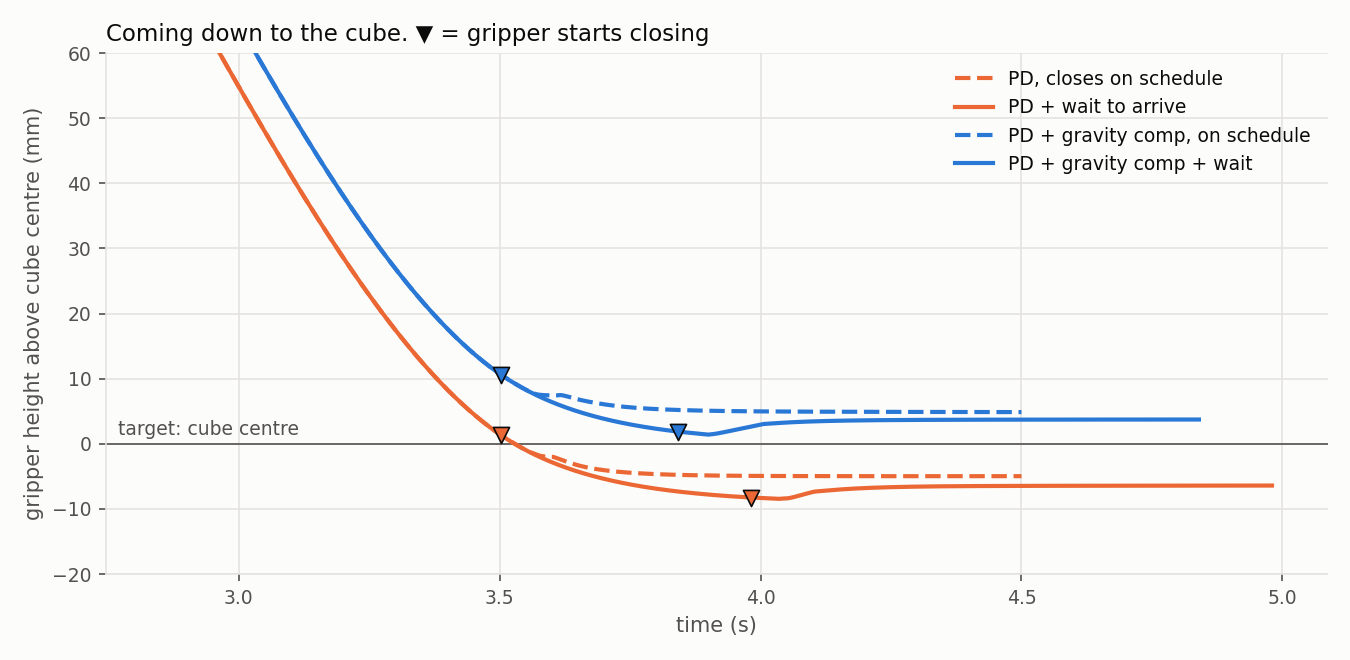 Coming down to the cube. ▼ = gripper starts closing
gripper height above cube centre (mm)
60
50
40
30
20
10
0
−10
−20
PD, closes on schedule
PD + wait to arrive
PD + gravity comp, on schedule
PD + gravity comp + wait
target: cube centre
3.0
3.5
4.0
4.5
5.0
time (s)